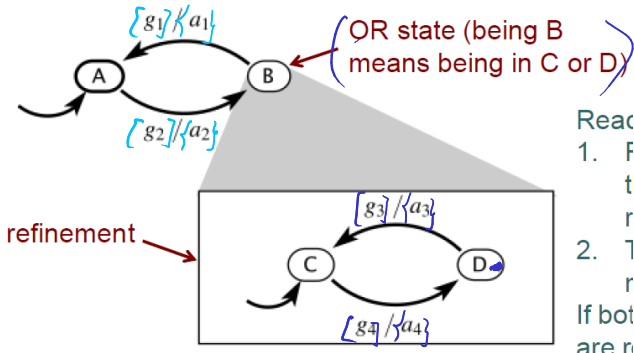 [g1]/{a1}
OR state (being B
means being in C or D)
A
B
[g2]/{a2}
1.
[g3]/{a3}
refinement
C
D
2.
[g4]/{a4}
If bot